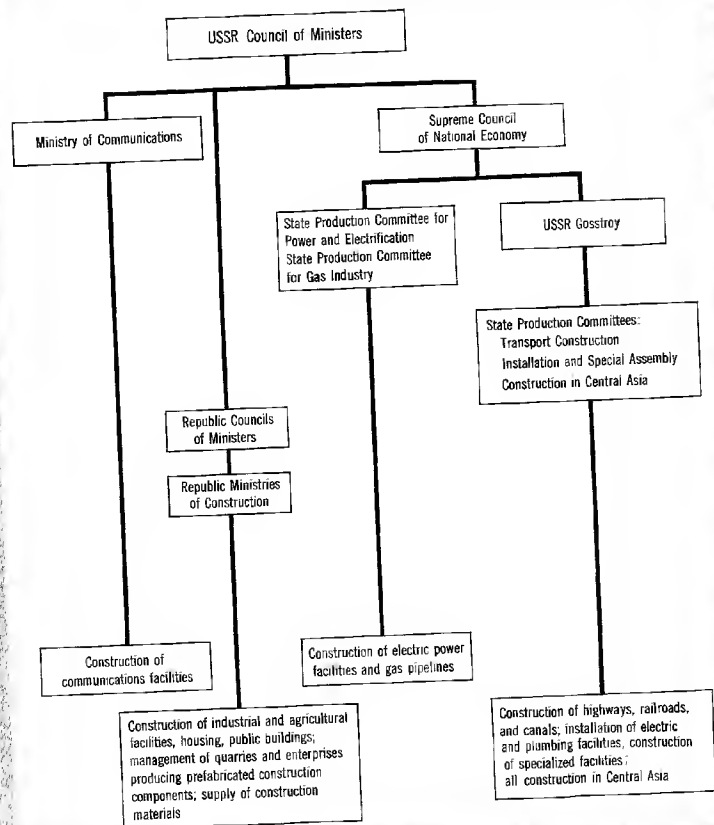 USSR Council of Ministers
Ministry of Communications
Supreme Council
of National Economy
State Production Committee for
Power and Electrification
State Production Committee
for Gas Industry
USSR Gosstroy
State Production Committees:
Transport Construction
Installation and Special Assembly
Construction in Central Asia
Republic Councils
of Ministers
Republic Ministries
of Construction
Construction of
communications facilities
Construction of electric power
facilities and gas pipelines
Construction of industrial and agricultural
facilities, housing, public buildings;
management of quarries and enterprises
producing prefabricated construction
components; supply of construction
materials
Construction of highways, railroads,
and canals; installation of electric
and plumbing facilities, construction
of specialized facilities;
all construction in Central Asia